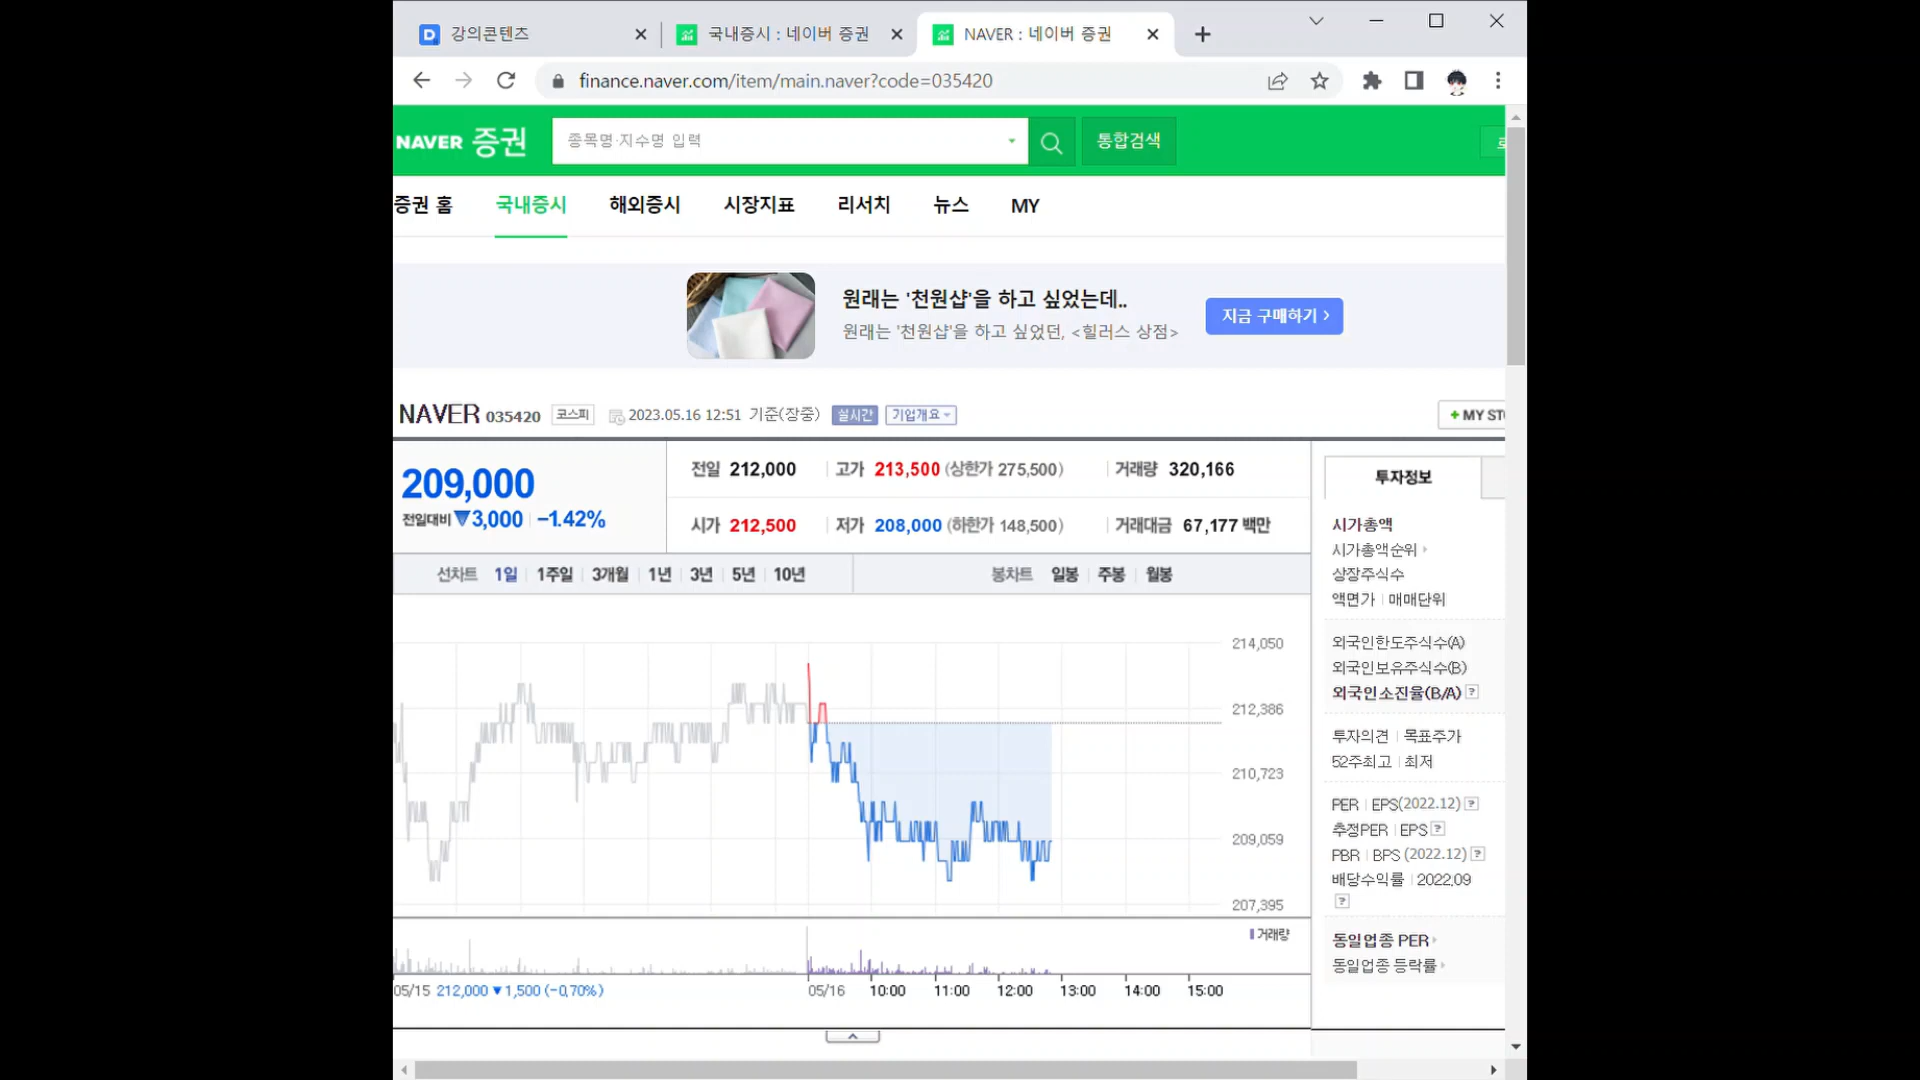 강의콘텐츠
국내증시 : 네이버 증권
NAVER : 네이버 증권
finance.naver.com/item/main.naver?code=035420
NAVER 증권
종목명·지수명 입력
통합검색
증권 홈 국내증시 해외증시 시장지표 리서치 뉴스 MY
원래는 '천원샵'을 하고 싶었는데..
원래는 '천원샵'을 하고 싶었던, <힐러스 상점>
지금 구매하기
NAVER 035420 코스피 2023.05.16 12:51 기준(장중) 실시간 기업개요
+ MY ST
209,000
전일대비 ▼3,000 -1.42%
전일 212,000 고가 213,500 (상한가 275,500) 거래량 320,166
시가 212,500 저가 208,000 (하한가 148,500) 거래대금 67,177 백만
선차트 1일 1주일 3개월 1년 3년 5년 10년
봉차트 일봉 주봉 월봉
214,050
212,386
210,723
209,059
207,395
거래량
05/15 212,000 ▼1,500 (-0.70%)
05/16 10:00 11:00 12:00 13:00 14:00 15:00
투자정보
시가총액
시가총액순위
상장주식수
액면가 | 매매단위
외국인한도주식수(A)
외국인보유주식수(B)
외국인소진율(B/A) ?
투자의견 | 목표주가
52주최고 | 최저
PER | EPS(2022.12) ?
추정PER | EPS ?
PBR | BPS (2022.12) ?
배당수익률 | 2022.09
?
동일업종 PER
동일업종 등락률